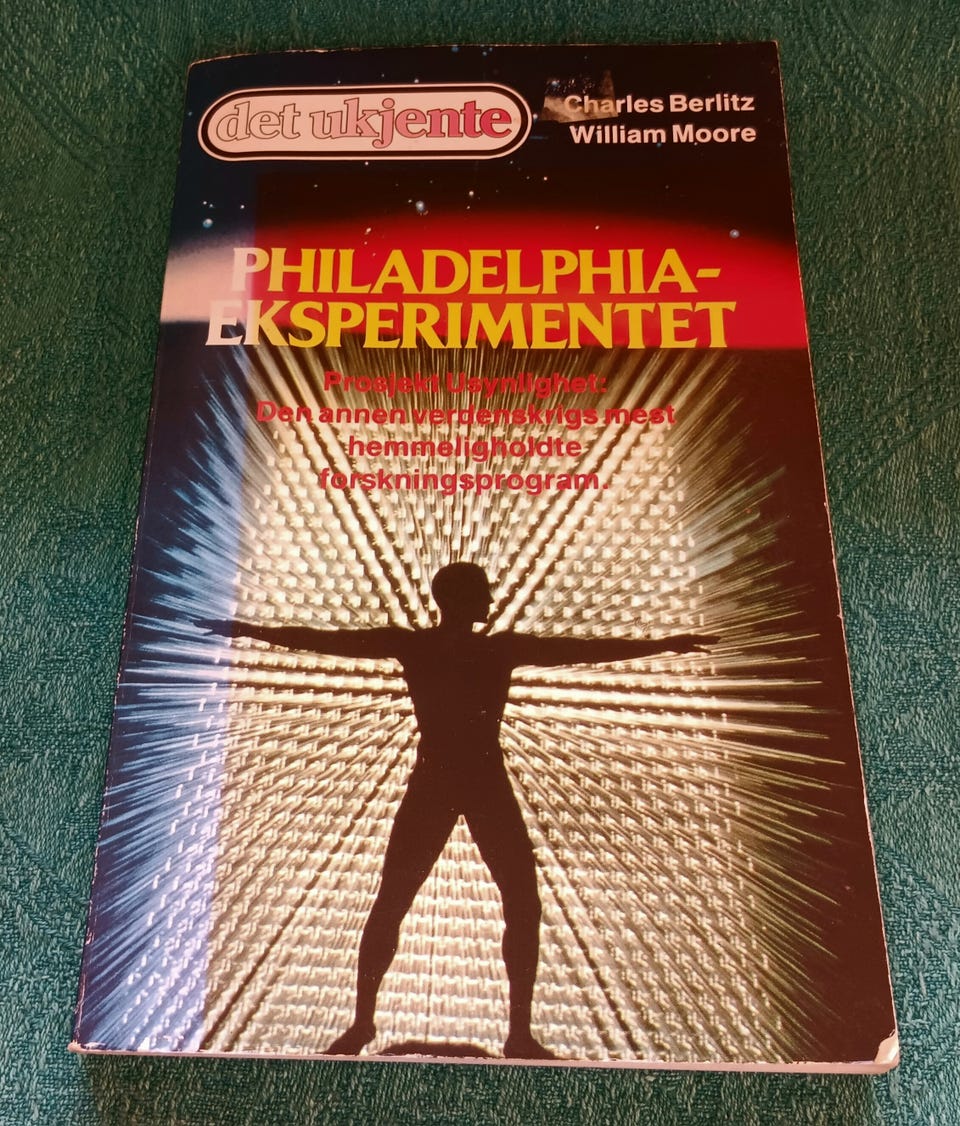 det ukjente
Charles Berlitz
William Moore
PHILADELPHIA-
EKSPERIMENTET
Prosjekt Usynlighet:
Den annen verdenskrigs mest
hemmeligholdte
forskningsprogram.